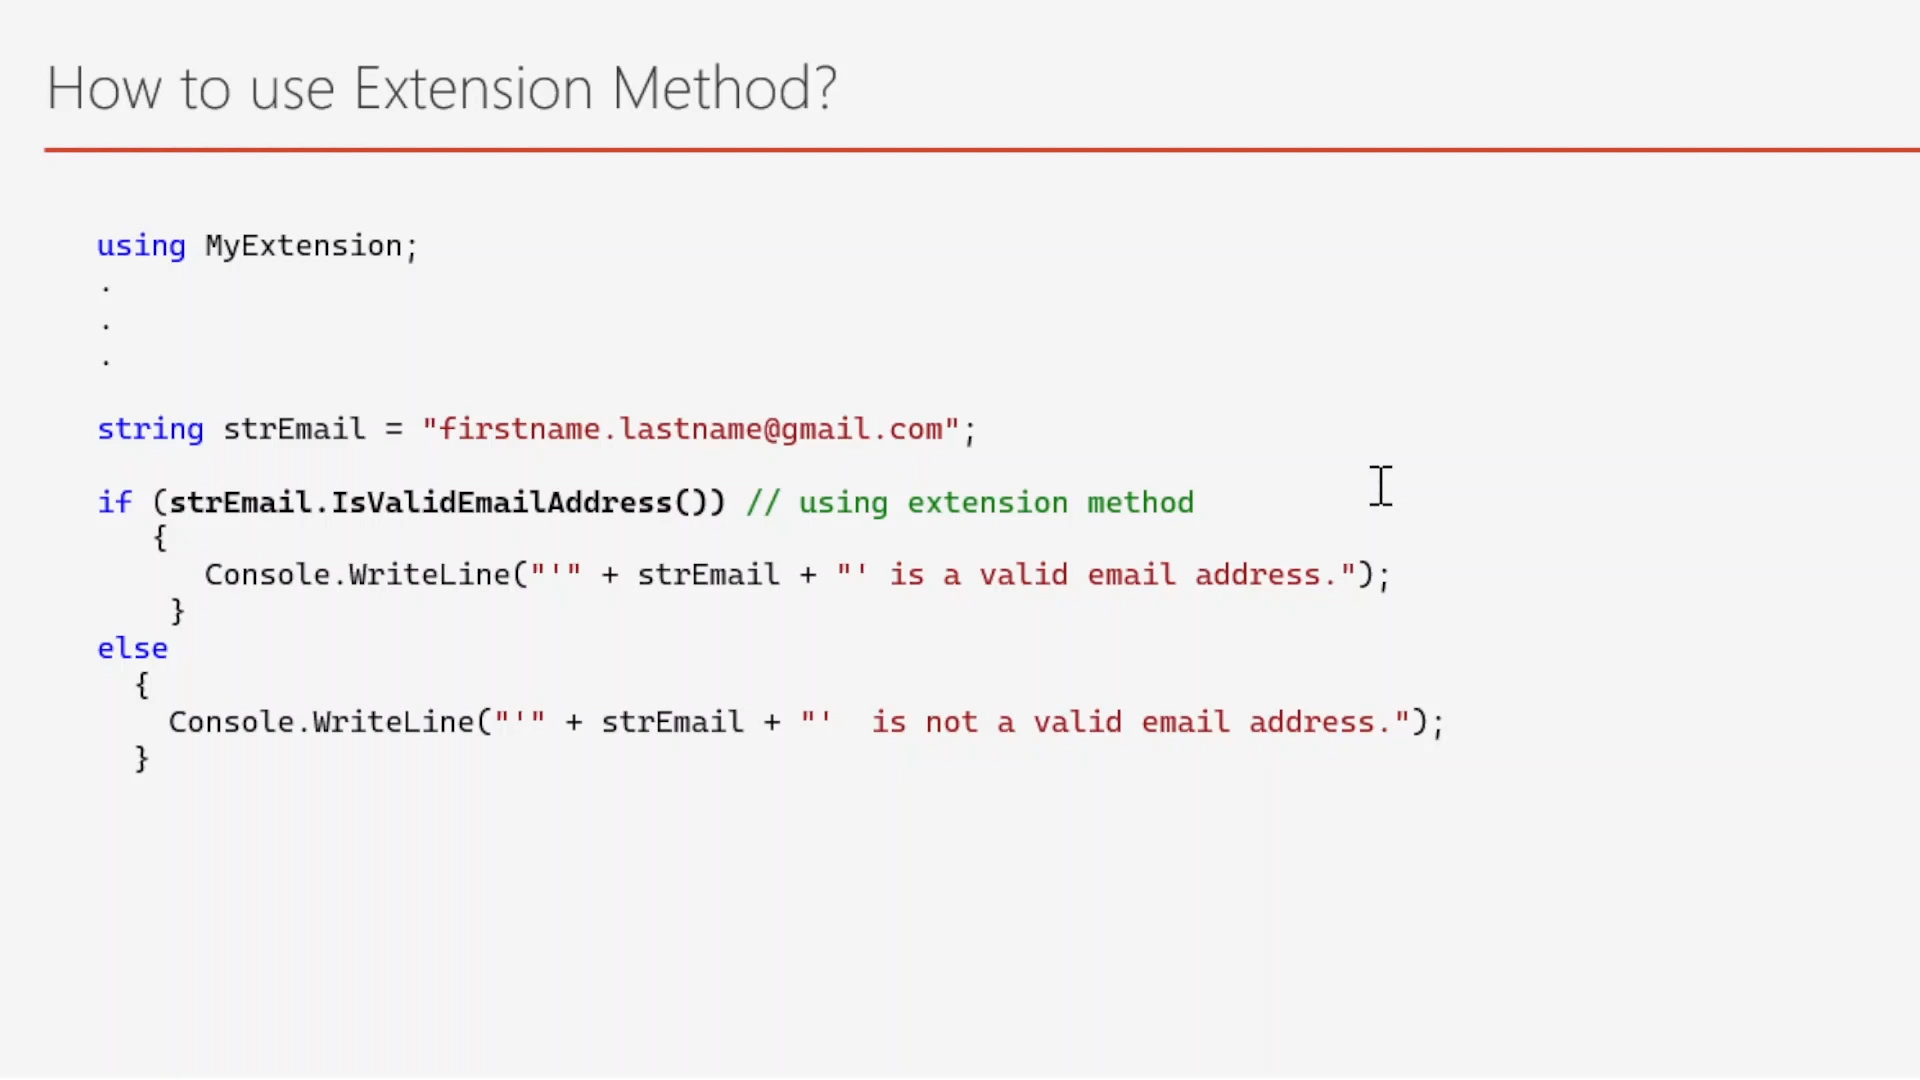 How to use Extension Method?
using MyExtension;
.
.
.
string strEmail = "firstname.lastname@gmail.com";
if (strEmail.IsValidEmailAddress()) // using extension method
{
Console.WriteLine("'" + strEmail + "' is a valid email address.");
}
else
{
Console.WriteLine("'" + strEmail + "'  is not a valid email address.");
}